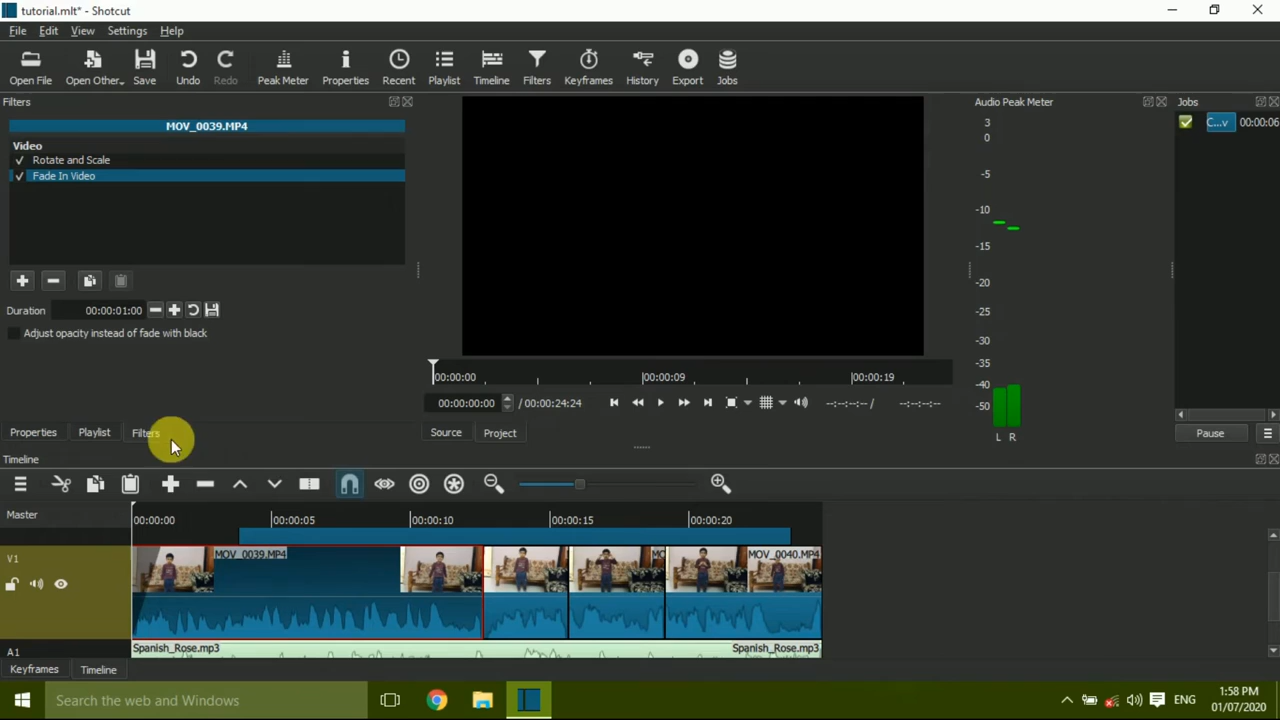 tutorial.mlt* - Shotcut
File Edit View Settings Help
Open File Open Other... Save Undo Redo Peak Meter Properties Recent Playlist Timeline Filters Keyframes History Export Jobs
Filters
Audio Peak Meter
Jobs
MOV_0039.MP4
Video
✓ Rotate and Scale
✓ Fade In Video
Duration 00:00:01:00
Adjust opacity instead of fade with black
3
0
-5
-10
-15
-20
-25
-30
-35
-40
-50
L R
C...v 00:00:06
00:00:00 00:00:09 00:00:19
00:00:00:00 / 00:00:24:24 --:--:--:-- / --:--:--:--
Properties Playlist Filters
Source Project
Pause
Timeline
Master
00:00:00 00:00:05 00:00:10 00:00:15 00:00:20
V1
MOV_0039.MP4 MOV_0040.MP4
A1
Spanish_Rose.mp3 Spanish_Rose.mp3
Keyframes Timeline
Search the web and Windows
ENG
1:58 PM
01/07/2020